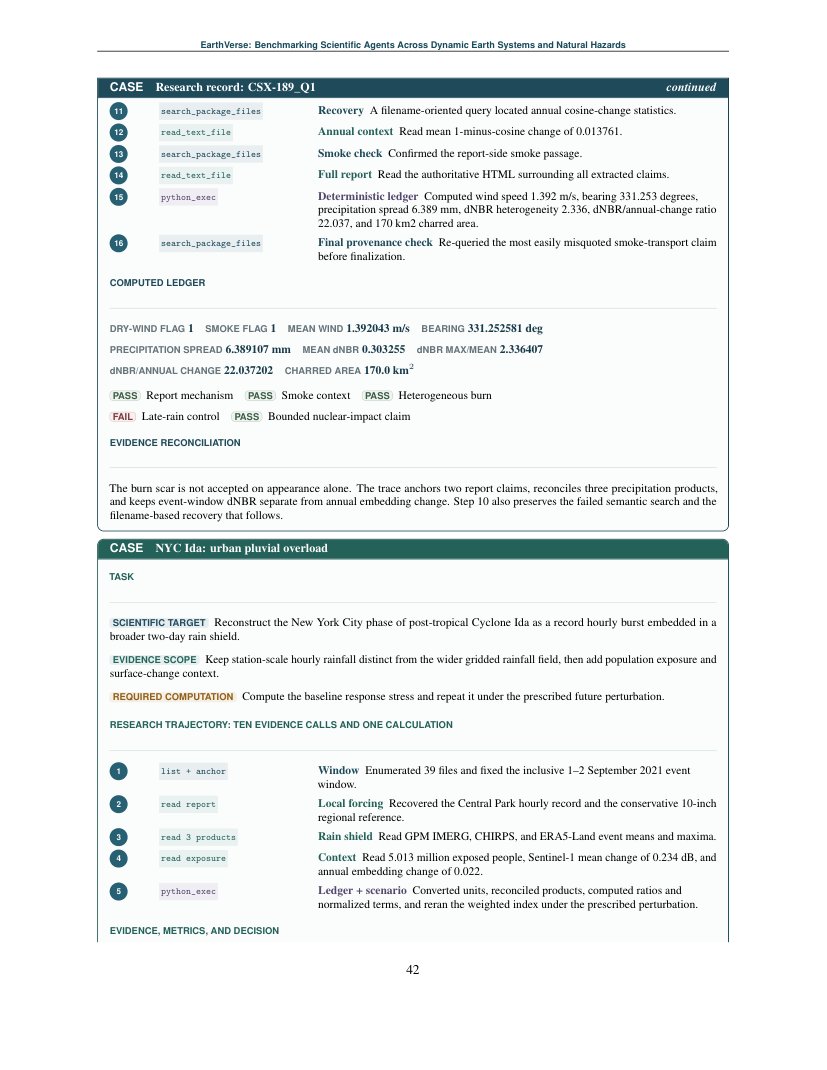 EarthVerse: Benchmarking Scientific Agents Across Dynamic Earth Systems and Natural Hazards
CASE Research record: CSX-189_Q1 continued
11 search_package_files Recovery A filename-oriented query located annual cosine-change statistics.
12 read_text_file Annual context Read mean 1-minus-cosine change of 0.013761.
13 search_package_files Smoke check Confirmed the report-side smoke passage.
14 read_text_file Full report Read the authoritative HTML surrounding all extracted claims.
15 python_exec Deterministic ledger Computed wind speed 1.392 m/s, bearing 331.253 degrees,
precipitation spread 6.389 mm, dNBR heterogeneity 2.336, dNBR/annual-change ratio
22.037, and 170 km2 charred area.
16 search_package_files Final provenance check Re-queried the most easily misquoted smoke-transport claim
before finalization.
COMPUTED LEDGER
DRY-WIND FLAG 1 SMOKE FLAG 1 MEAN WIND 1.392043 m/s BEARING 331.252581 deg
PRECIPITATION SPREAD 6.389107 mm MEAN dNBR 0.303255 dNBR MAX/MEAN 2.336407
dNBR/ANNUAL CHANGE 22.037202 CHARRED AREA 170.0 km²
PASS Report mechanism PASS Smoke context PASS Heterogeneous burn
FAIL Late-rain control PASS Bounded nuclear-impact claim
EVIDENCE RECONCILIATION
The burn scar is not accepted on appearance alone. The trace anchors two report claims, reconciles three precipitation products,
and keeps event-window dNBR separate from annual embedding change. Step 10 also preserves the failed semantic search and the
filename-based recovery that follows.
CASE NYC Ida: urban pluvial overload
TASK
SCIENTIFIC TARGET Reconstruct the New York City phase of post-tropical Cyclone Ida as a record hourly burst embedded in a
broader two-day rain shield.
EVIDENCE SCOPE Keep station-scale hourly rainfall distinct from the wider gridded rainfall field, then add population exposure and
surface-change context.
REQUIRED COMPUTATION Compute the baseline response stress and repeat it under the prescribed future perturbation.
RESEARCH TRAJECTORY: TEN EVIDENCE CALLS AND ONE CALCULATION
1 list + anchor Window Enumerated 39 files and fixed the inclusive 1–2 September 2021 event
window.
2 read report Local forcing Recovered the Central Park hourly record and the conservative 10-inch
regional reference.
3 read 3 products Rain shield Read GPM IMERG, CHIRPS, and ERA5-Land event means and maxima.
4 read exposure Context Read 5.013 million exposed people, Sentinel-1 mean change of 0.234 dB, and
annual embedding change of 0.022.
5 python_exec Ledger + scenario Converted units, reconciled products, computed ratios and
normalized terms, and reran the weighted index under the prescribed perturbation.
EVIDENCE, METRICS, AND DECISION
42